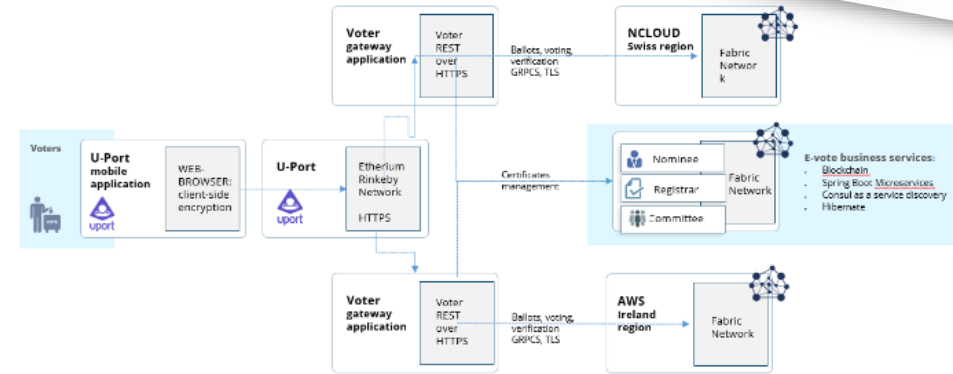 Voter
gateway
application
Voter
REST
over
HTTPS
Ballots, voting,
verification
GRPCS, TLS
NCLOUD
Swiss region
Fabric
Networ
k
Voters
U-Port
mobile
application
uport
WEB-
BROWSER:
client-side
encryption
U-Port
uport
Etherium
Rinkeby
Network
HTTPS
Certificates
management
Nominee
Registrar
Committee
Fabric
Network
E-vote business services:
Blockchain
Spring Boot Microservices
Consul as a service discovery
Hibernate
Voter
gateway
application
Voter
REST
over
HTTPS
Ballots, voting,
verification
GRPCS, TLS
AWS
Ireland
region
Fabric
Network